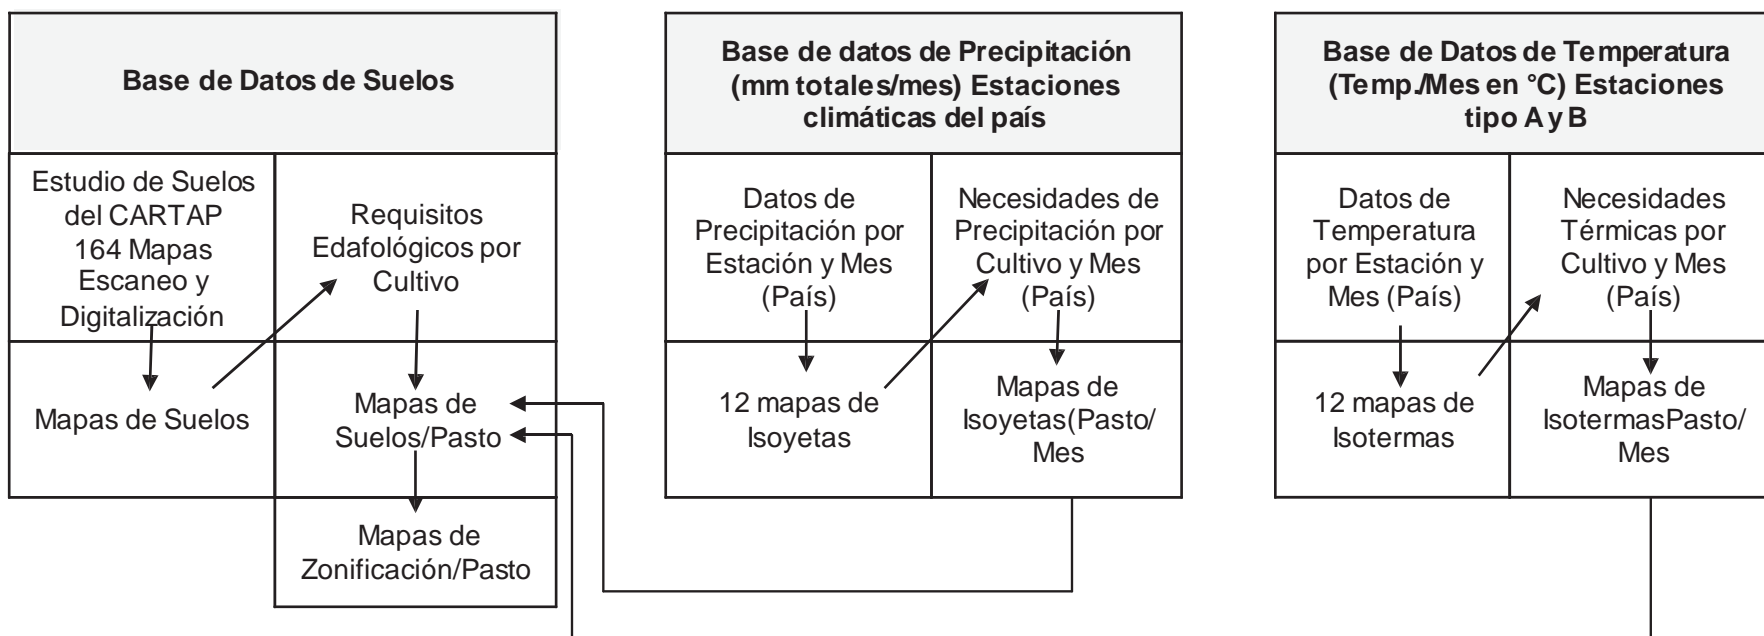 Base de Datos de Suelos
Estudio de Suelos
del CARTAP
164 Mapas
Escaneo y
Digitalización
Requisitos
Edafológicos por
Cultivo
Mapas de Suelos
Mapas de
Suelos/Pasto
Mapas de
Zonificación/Pasto
Base de datos de Precipitación
(mm totales/mes) Estaciones
climáticas del país
Datos de
Precipitación por
Estación y Mes
(País)
Necesidades de
Precipitación por
Cultivo y Mes
(País)
12 mapas de
Isoyetas
Mapas de
Isoyetas(Pasto/
Mes
Base de Datos de Temperatura
(Temp./Mes en °C) Estaciones
tipo A y B
Datos de
Temperatura
por Estación y
Mes (País)
Necesidades
Térmicas por
Cultivo y Mes
(País)
12 mapas de
Isotermas
Mapas de
IsotermasPasto/
Mes